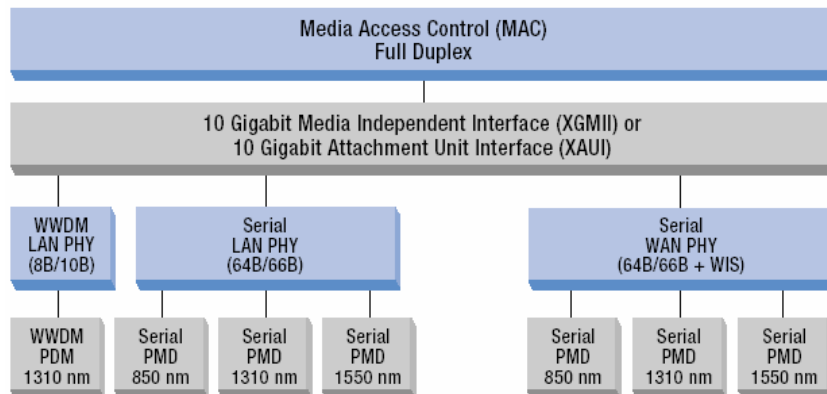 Media Access Control (MAC)
Full Duplex
10 Gigabit Media Independent Interface (XGMII) or
10 Gigabit Attachment Unit Interface (XAUI)
WWDM
LAN PHY
(8B/10B)
Serial
LAN PHY
(64B/66B)
Serial
WAN PHY
(64B/66B + WIS)
WWDM
PDM
1310 nm
Serial
PMD
850 nm
Serial
PMD
1310 nm
Serial
PMD
1550 nm
Serial
PMD
850 nm
Serial
PMD
1310 nm
Serial
PMD
1550 nm